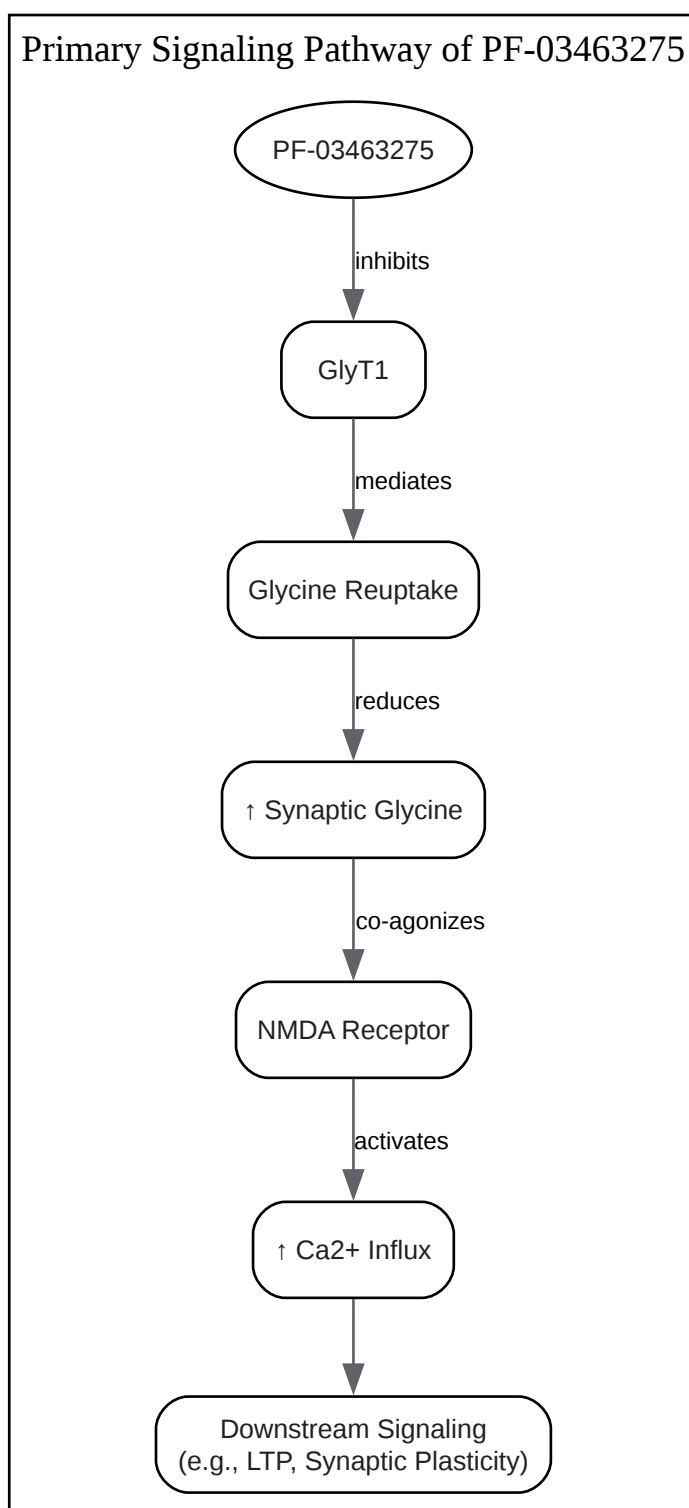 Primary Signaling Pathway of PF-03463275
PF-03463275
inhibits
GlyT1
mediates
Glycine Reuptake
reduces
↑ Synaptic Glycine
co-agonizes
NMDA Receptor
activates
↑ Ca2+ Influx
Downstream Signaling
(e.g., LTP, Synaptic Plasticity)